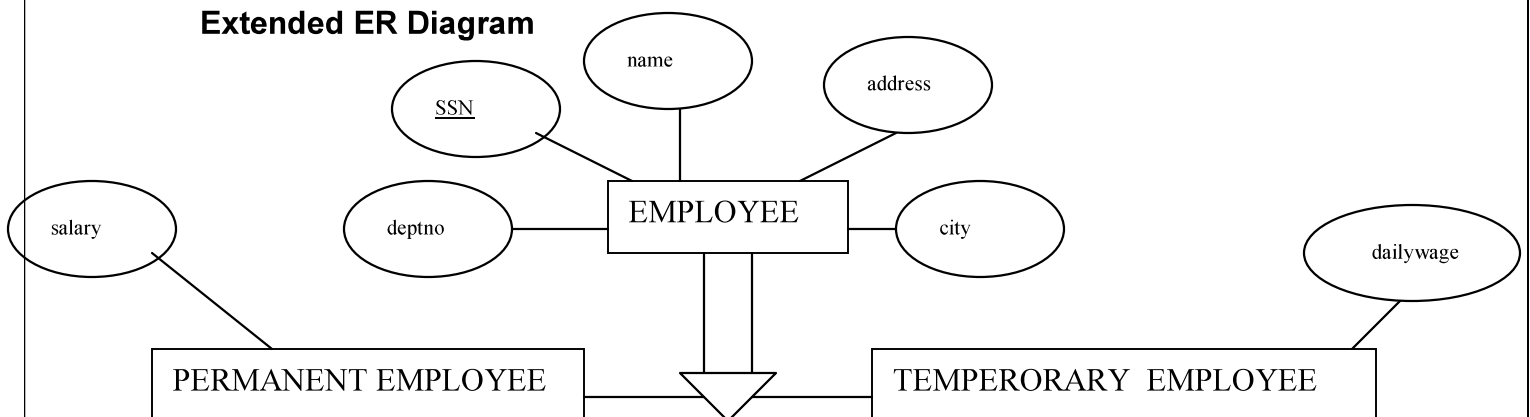 Extended ER Diagram
name
address
SSN
EMPLOYEE
salary
deptno
city
dailywage
PERMANENT EMPLOYEE
TEMPERORARY EMPLOYEE